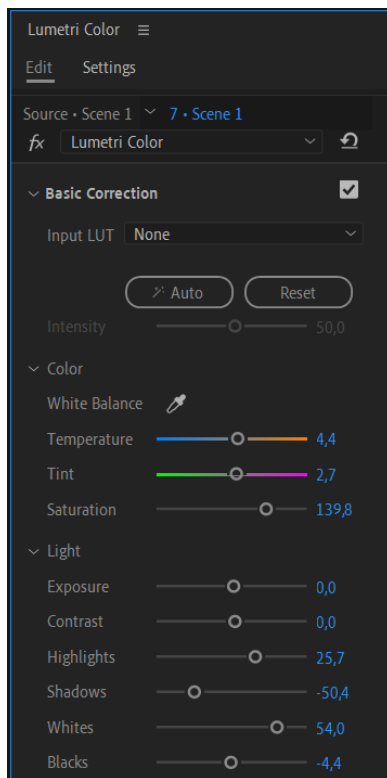 Lumetri Color
Edit Settings
Source • Scene 1 7 • Scene 1
fx Lumetri Color
Basic Correction
Input LUT None
Auto Reset
Intensity 50,0
Color
White Balance
Temperature 4,4
Tint 2,7
Saturation 139,8
Light
Exposure 0,0
Contrast 0,0
Highlights 25,7
Shadows -50,4
Whites 54,0
Blacks -4,4